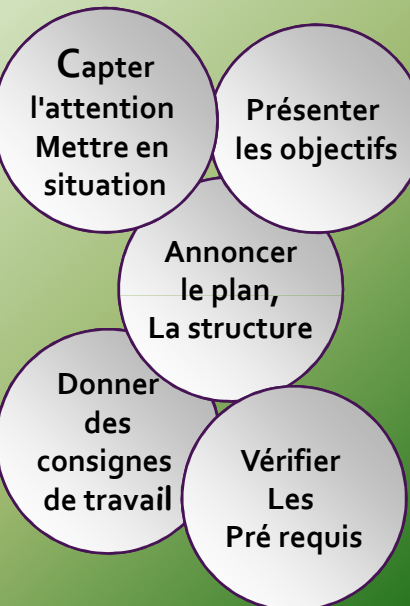 Capter
l'attention
Mettre en
situation
Présenter
les objectifs
Annoncer
le plan,
La structure
Donner
des
consignes
de travail
Vérifier
Les
Pré requis